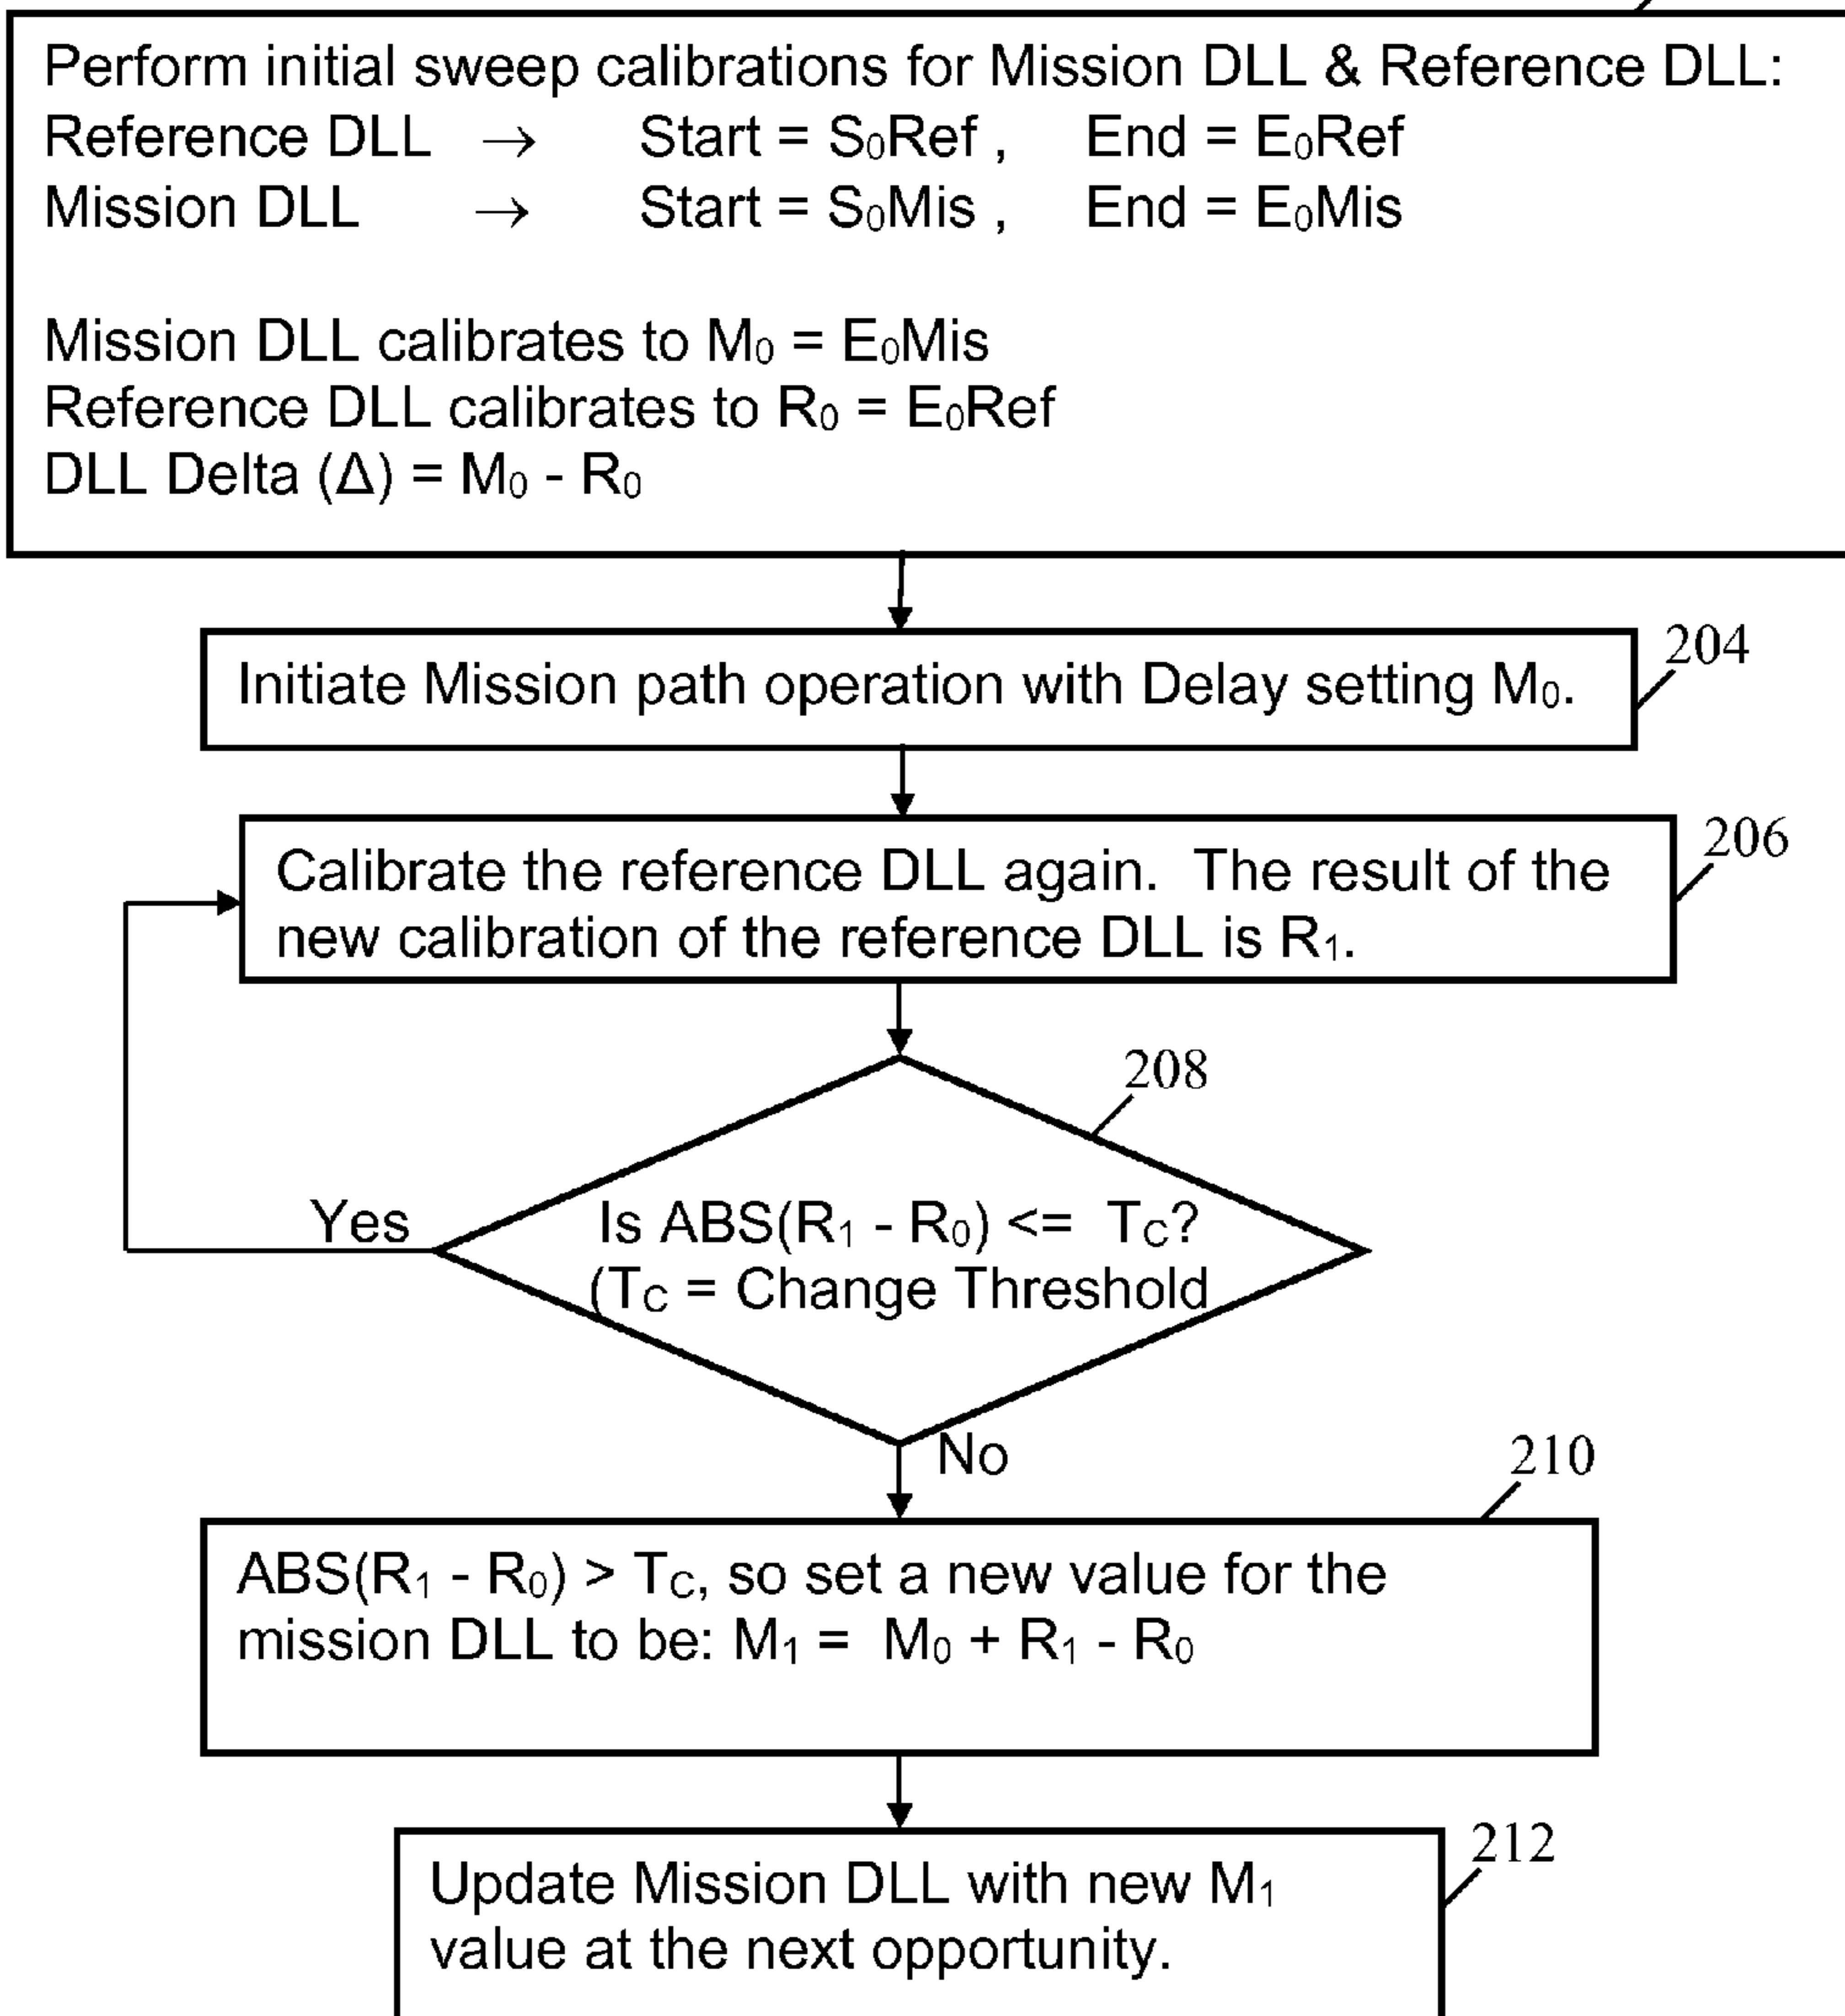 Perform initial sweep calibrations for Mission DLL & Reference DLL:
Reference DLL → Start = S₀Ref , End = E₀Ref
Mission DLL → Start = S₀Mis , End = E₀Mis
Mission DLL calibrates to M₀ = E₀Mis
Reference DLL calibrates to R₀ = E₀Ref
DLL Delta (Δ) = M₀ - R₀
204
Initiate Mission path operation with Delay setting M₀.
206
Calibrate the reference DLL again. The result of the
new calibration of the reference DLL is R₁.
208
Yes
Is ABS(R₁ - R₀) <= T_C?
(T_C = Change Threshold
No
210
ABS(R₁ - R₀) > T_C, so set a new value for the
mission DLL to be: M₁ = M₀ + R₁ - R₀
212
Update Mission DLL with new M₁
value at the next opportunity.